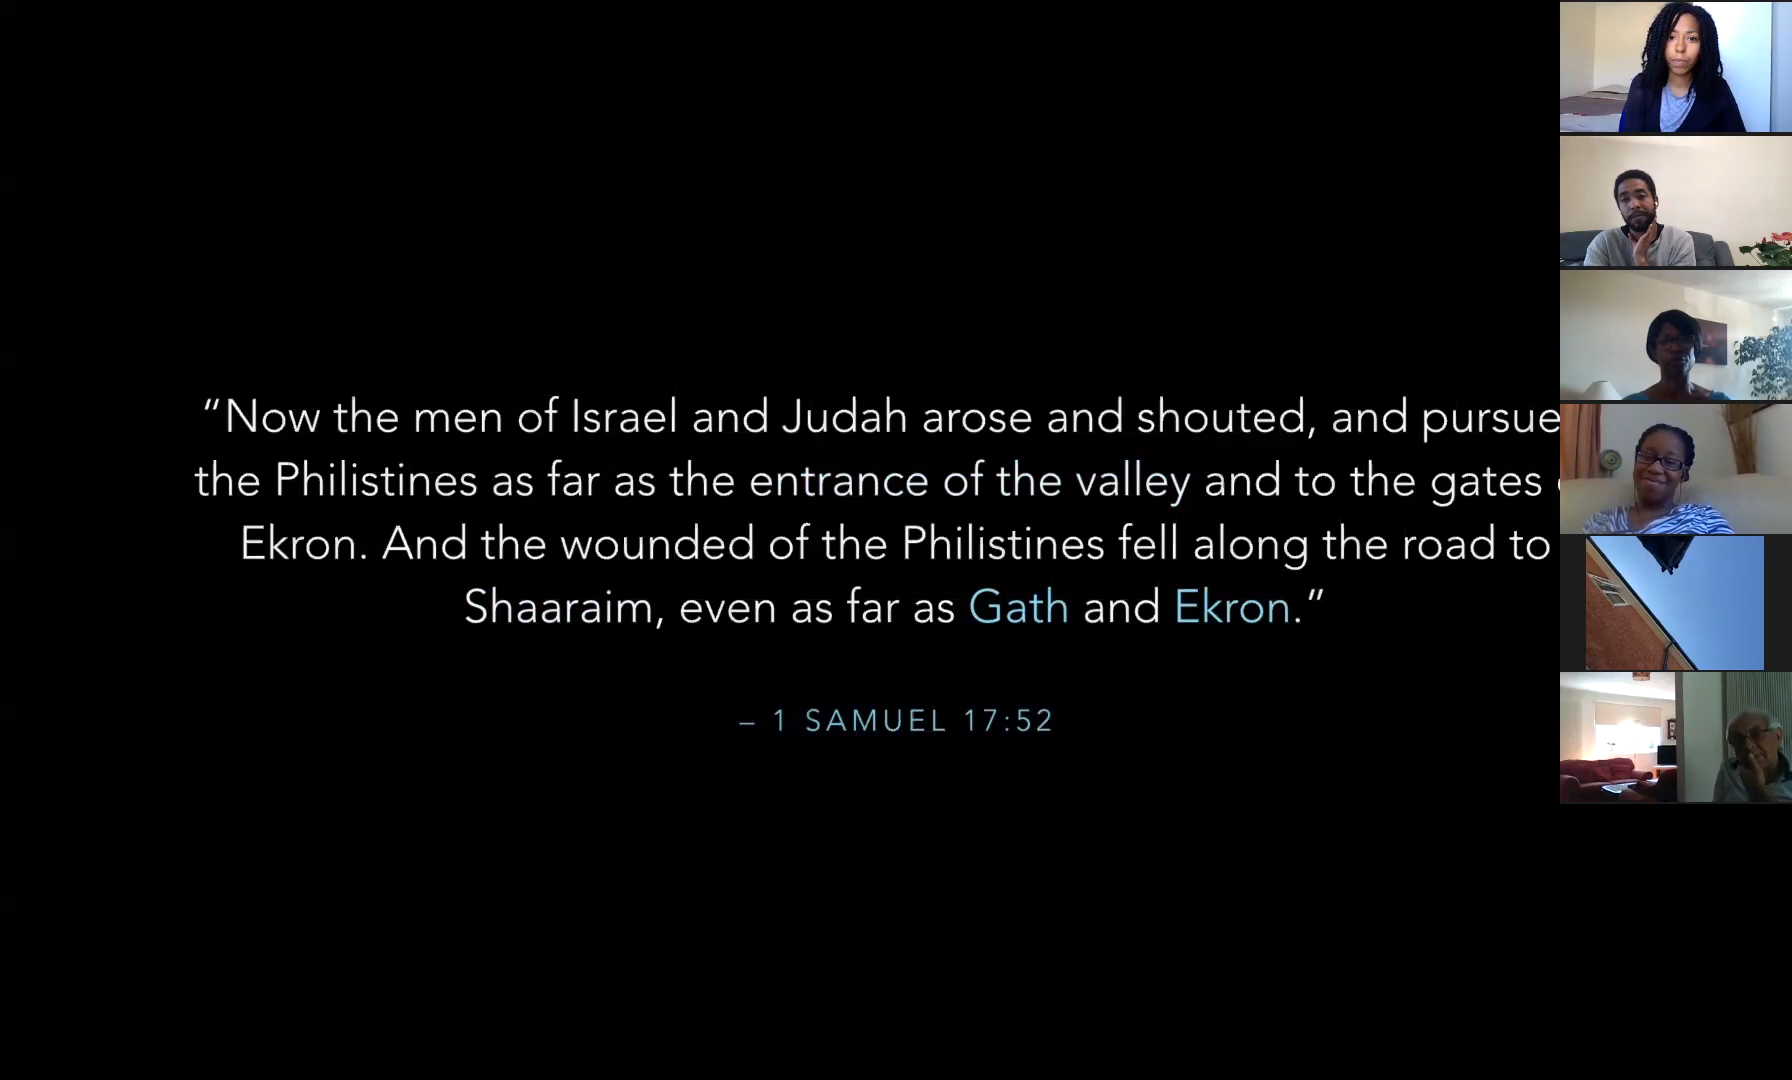 “Now the men of Israel and Judah arose and shouted, and pursue
the Philistines as far as the entrance of the valley and to the gates
Ekron. And the wounded of the Philistines fell along the road to
Shaaraim, even as far as Gath and Ekron.”
– 1 SAMUEL 17:52